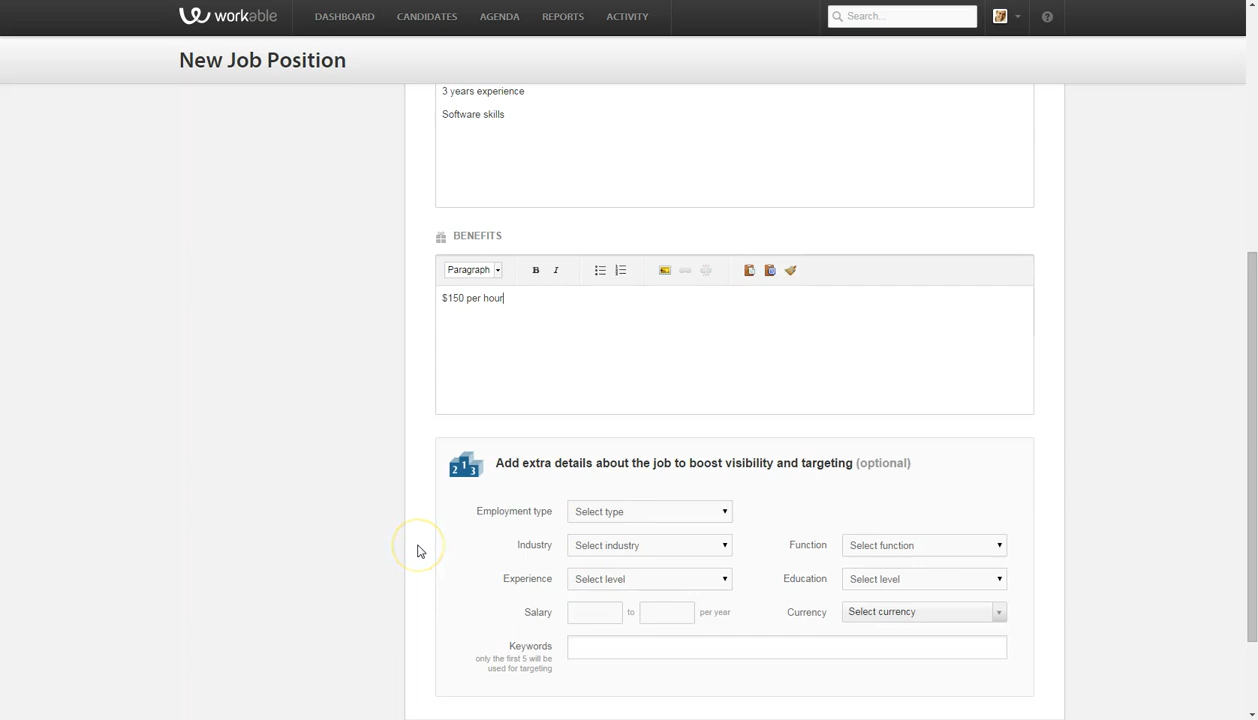 workable
DASHBOARD
CANDIDATES
AGENDA
REPORTS
ACTIVITY
Search...
?
New Job Position
3 years experience
Software skills
BENEFITS
Paragraph
B
I
$150 per hour
2 1 3
Add extra details about the job to boost visibility and targeting (optional)
Employment type
Select type
Industry
Select industry
Function
Select function
Experience
Select level
Education
Select level
Salary
to
per year
Currency
Select currency
Keywords
only the first 5 will be
used for targeting